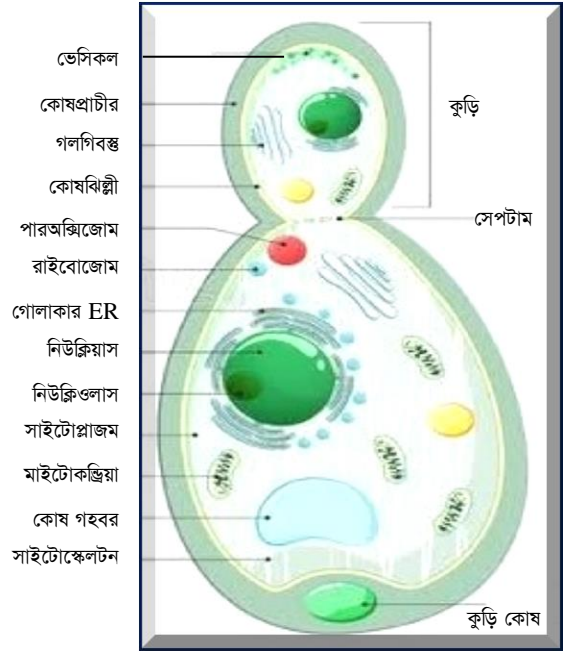 ভেসিকল
কোষপ্রাচীর
কুড়ি
গলগিবস্তু
কোষঝিল্লী
সেপটাম
পারঅক্সিজোম
রাইবোজোম
গোলাকার ER
নিউক্লিয়াস
নিউক্লিওলাস
সাইটোপ্লাজম
মাইটোকন্ড্রিয়া
কোষ গহবর
সাইটোস্কেলটন
কুড়ি কোষ